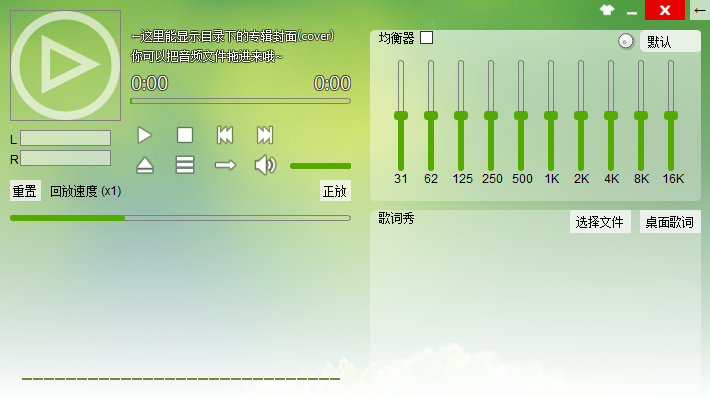 ←这里能显示目录下的专辑封面(cover)
你可以把音频文件拖进来哦~
0:00 0:00
L
R
重置 回放速度 (x1) 正放
均衡器 默认
31 62 125 250 500 1K 2K 4K 8K 16K
歌词秀 选择文件 桌面歌词